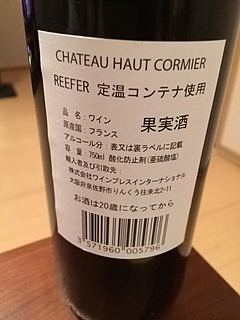 CHATEAU HAUT CORMIER
REEFER 定温コンテナ使用
品 名：ワイン
原産国：フランス 果実酒
アルコール分：表又は裏ラベルに記載
容 量：750ml 酸化防止剤(亜硫酸塩)
輸入者及び引取先：
株式会社ワインプレスインターナショナル
大阪府泉佐野市りんくう往来北2-11
お酒は20歳になってから
3 571960 005796